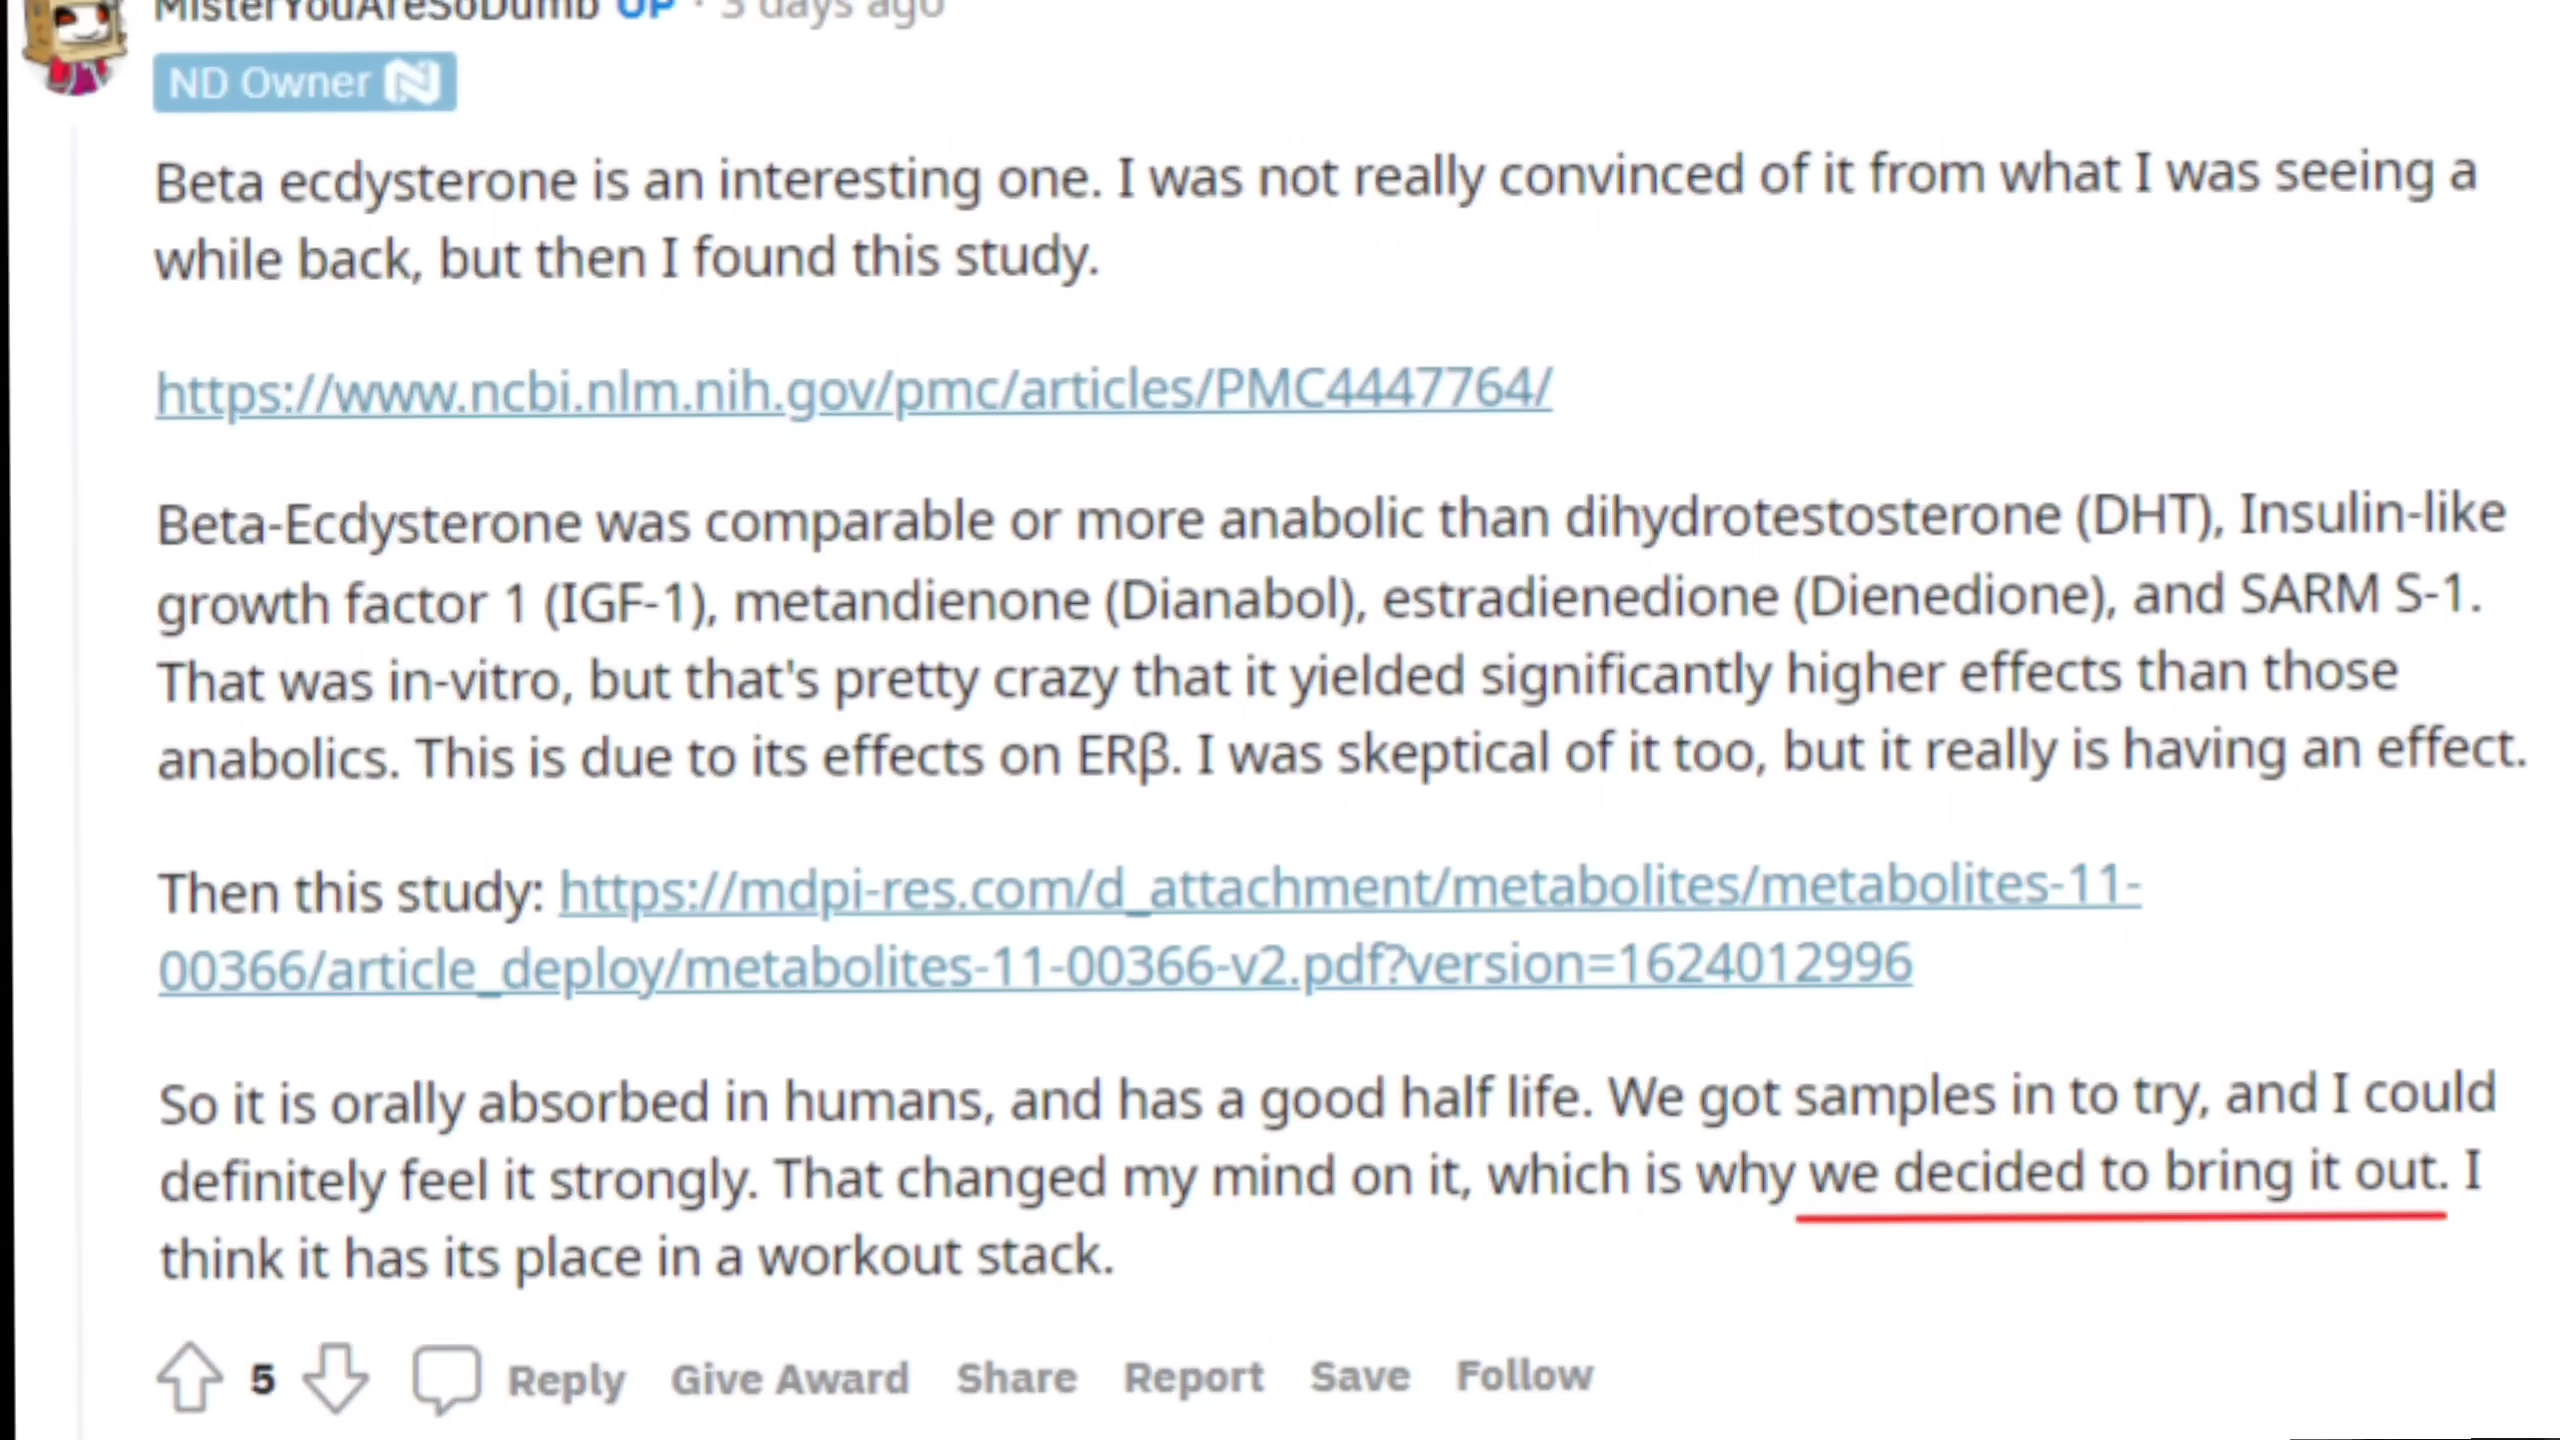 MisterYouAreSoDumb OP · 3 days ago
ND Owner
Beta ecdysterone is an interesting one. I was not really convinced of it from what I was seeing a
while back, but then I found this study.
https://www.ncbi.nlm.nih.gov/pmc/articles/PMC4447764/
Beta-Ecdysterone was comparable or more anabolic than dihydrotestosterone (DHT), Insulin-like
growth factor 1 (IGF-1), metandienone (Dianabol), estradienedione (Dienedione), and SARM S-1.
That was in-vitro, but that's pretty crazy that it yielded significantly higher effects than those
anabolics. This is due to its effects on ERβ. I was skeptical of it too, but it really is having an effect.
Then this study: https://mdpi-res.com/d_attachment/metabolites/metabolites-11-
00366/article_deploy/metabolites-11-00366-v2.pdf?version=1624012996
So it is orally absorbed in humans, and has a good half life. We got samples in to try, and I could
definitely feel it strongly. That changed my mind on it, which is why we decided to bring it out. I
think it has its place in a workout stack.
5 Reply Give Award Share Report Save Follow